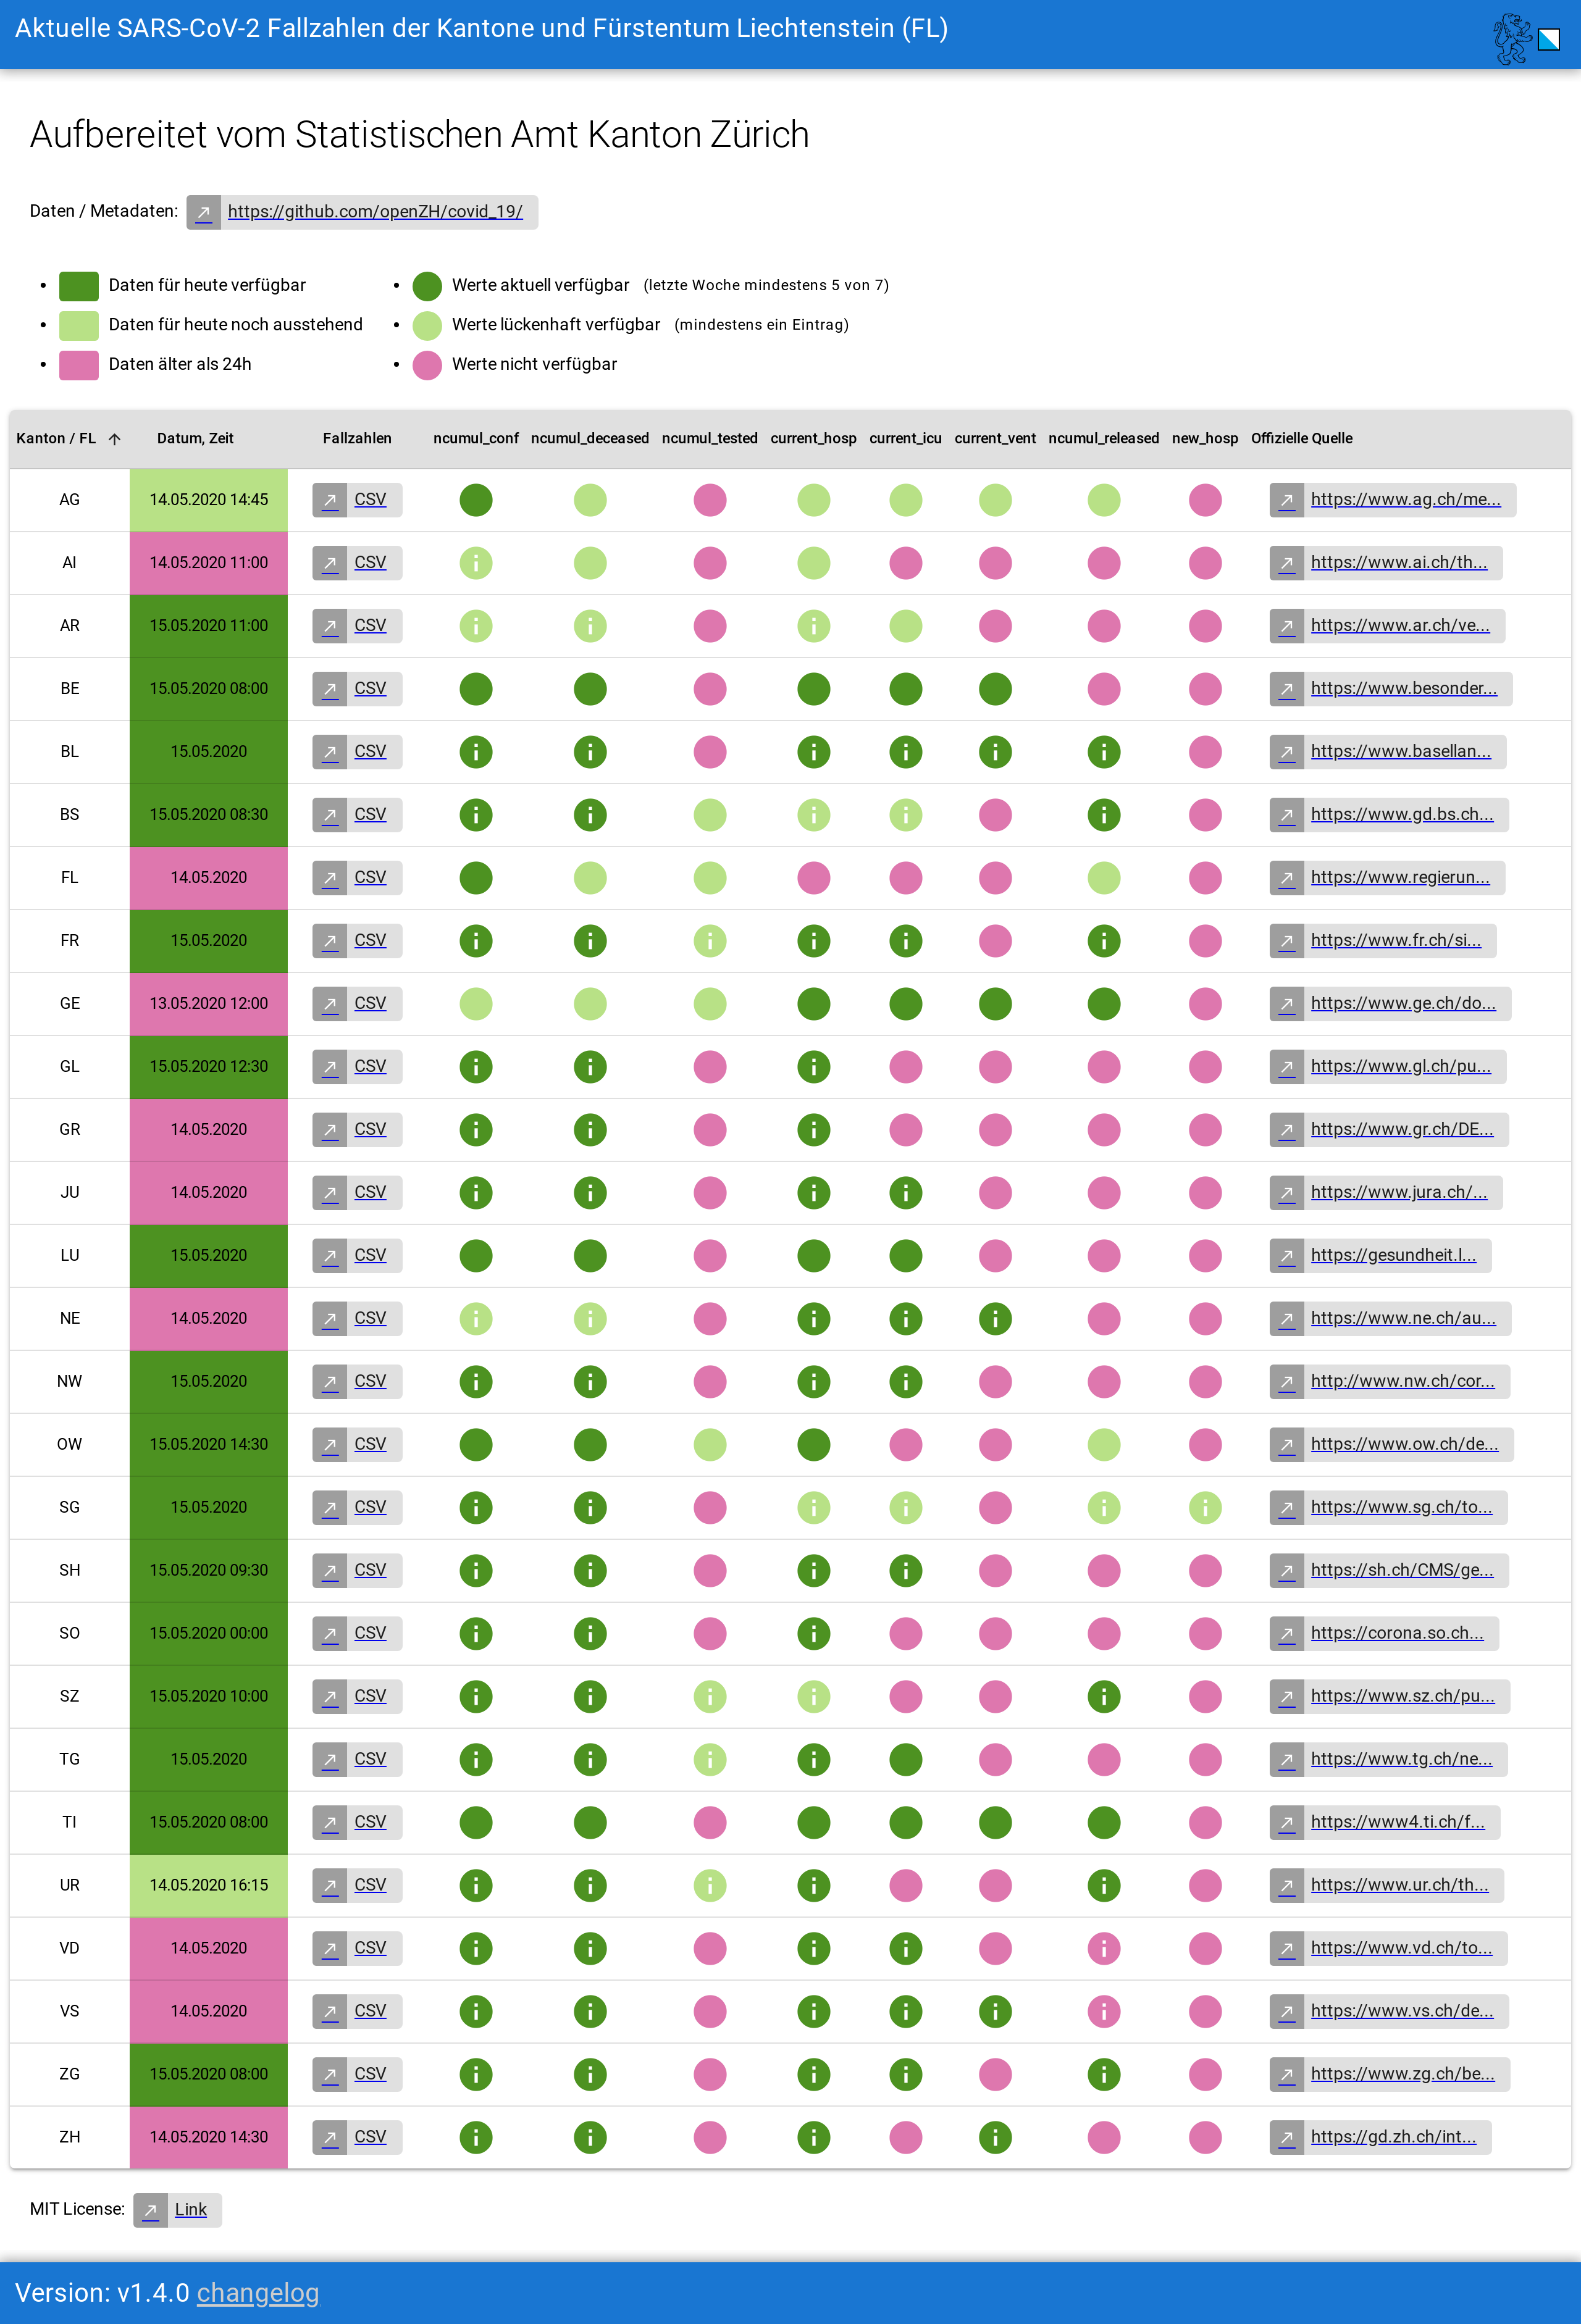 Aktuelle SARS-CoV-2 Fallzahlen der Kantone und Fürstentum Liechtenstein (FL)
Aufbereitet vom Statistischen Amt Kanton Zürich
Daten / Metadaten: https://github.com/openZH/covid_19/
Daten für heute verfügbar
Daten für heute noch ausstehend
Daten älter als 24h
Werte aktuell verfügbar (letzte Woche mindestens 5 von 7)
Werte lückenhaft verfügbar (mindestens ein Eintrag)
Werte nicht verfügbar
Kanton / FL Datum, Zeit Fallzahlen ncumul_conf ncumul_deceased ncumul_tested current_hosp current_icu current_vent ncumul_released new_hosp Offizielle Quelle
AG 14.05.2020 14:45 CSV https://www.ag.ch/me...
AI 14.05.2020 11:00 CSV https://www.ai.ch/th...
AR 15.05.2020 11:00 CSV https://www.ar.ch/ve...
BE 15.05.2020 08:00 CSV https://www.besonder...
BL 15.05.2020 CSV https://www.basellan...
BS 15.05.2020 08:30 CSV https://www.gd.bs.ch...
FL 14.05.2020 CSV https://www.regierun...
FR 15.05.2020 CSV https://www.fr.ch/si...
GE 13.05.2020 12:00 CSV https://www.ge.ch/do...
GL 15.05.2020 12:30 CSV https://www.gl.ch/pu...
GR 14.05.2020 CSV https://www.gr.ch/DE...
JU 14.05.2020 CSV https://www.jura.ch/...
LU 15.05.2020 CSV https://gesundheit.l...
NE 14.05.2020 CSV https://www.ne.ch/au...
NW 15.05.2020 CSV http://www.nw.ch/cor...
OW 15.05.2020 14:30 CSV https://www.ow.ch/de...
SG 15.05.2020 CSV https://www.sg.ch/to...
SH 15.05.2020 09:30 CSV https://sh.ch/CMS/ge...
SO 15.05.2020 00:00 CSV https://corona.so.ch...
SZ 15.05.2020 10:00 CSV https://www.sz.ch/pu...
TG 15.05.2020 CSV https://www.tg.ch/ne...
TI 15.05.2020 08:00 CSV https://www4.ti.ch/f...
UR 14.05.2020 16:15 CSV https://www.ur.ch/th...
VD 14.05.2020 CSV https://www.vd.ch/to...
VS 14.05.2020 CSV https://www.vs.ch/de...
ZG 15.05.2020 08:00 CSV https://www.zg.ch/be...
ZH 14.05.2020 14:30 CSV https://gd.zh.ch/int...
MIT License: Link
Version: v1.4.0 changelog